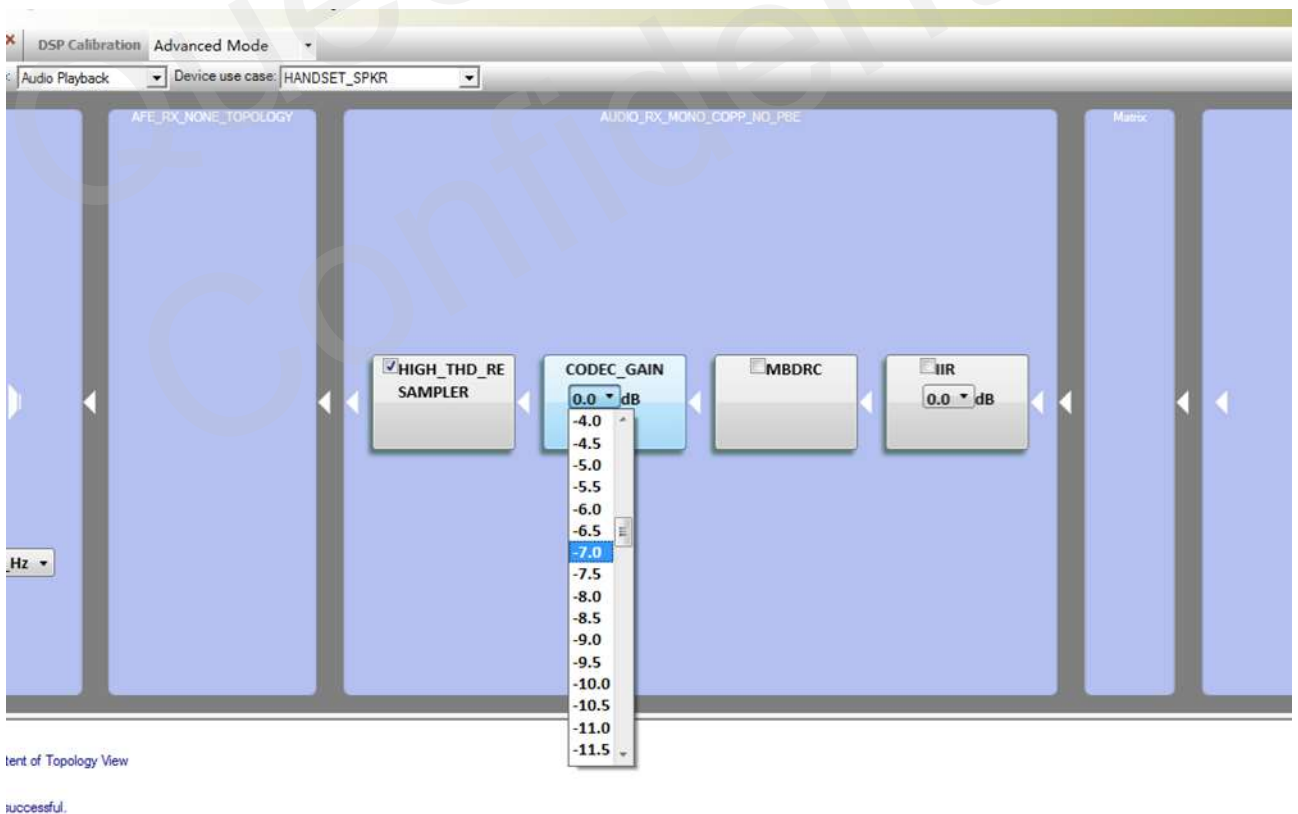 DSP Calibration Advanced Mode
Audio Playback Device use case: HANDSET_SPKR
AFE_RX_NONE_TOPOLOGY
AUDIO_RX_MONO_COPP_NO_PBE
Matrix
HIGH_THD_RE
SAMPLER
CODEC_GAIN
0.0 dB
MBDRC
IIR
0.0 dB
-4.0
-4.5
-5.0
-5.5
-6.0
-6.5
-7.0
-7.5
-8.0
-8.5
-9.0
-9.5
-10.0
-10.5
-11.0
-11.5
_Hz
tent of Topology View
successful.
Confident